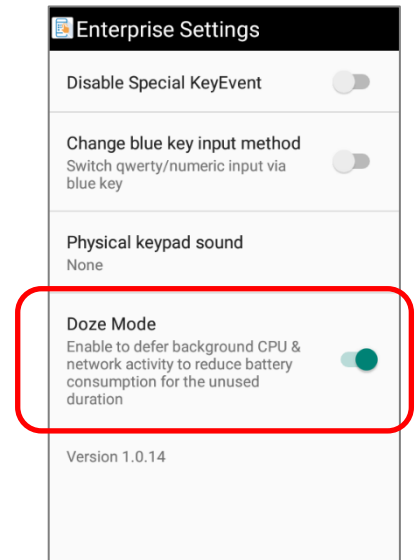 Enterprise Settings
Disable Special KeyEvent
Change blue key input method
Switch qwerty/numeric input via
blue key
Physical keypad sound
None
Doze Mode
Enable to defer background CPU &
network activity to reduce battery
consumption for the unused
duration
Version 1.0.14